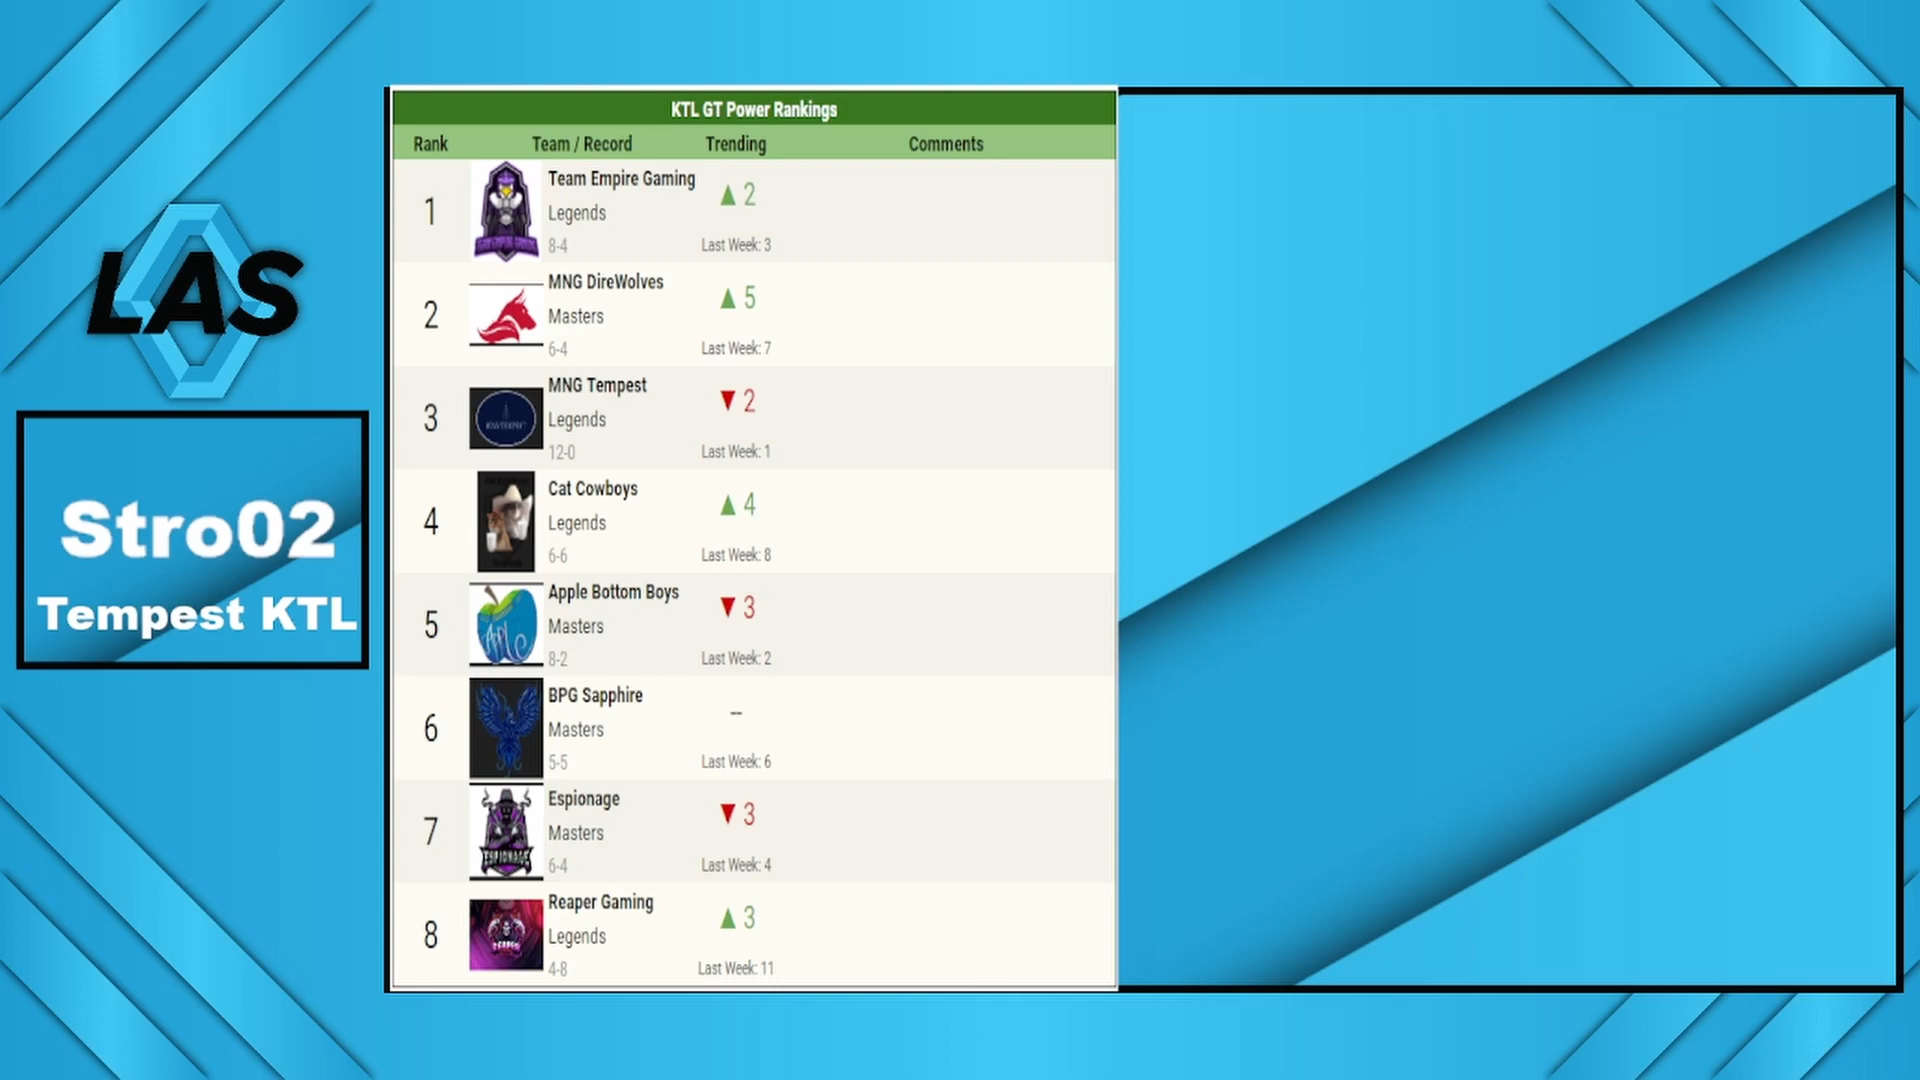 LAS
Stro02
Tempest KTL
KTL GT Power Rankings
Rank Team / Record Trending Comments
1 Team Empire Gaming ▲ 2
Legends
8-4 Last Week: 3
2 MNG DireWolves ▲ 5
Masters
6-4 Last Week: 7
3 MNG Tempest ▼ 2
Legends
12-0 Last Week: 1
4 Cat Cowboys ▲ 4
Legends
6-6 Last Week: 8
5 Apple Bottom Boys ▼ 3
Masters
8-2 Last Week: 2
6 BPG Sapphire --
Masters
5-5 Last Week: 6
7 Espionage ▼ 3
Masters
6-4 Last Week: 4
ESPIONAGE
8 Reaper Gaming ▲ 3
Legends
4-8 Last Week: 11